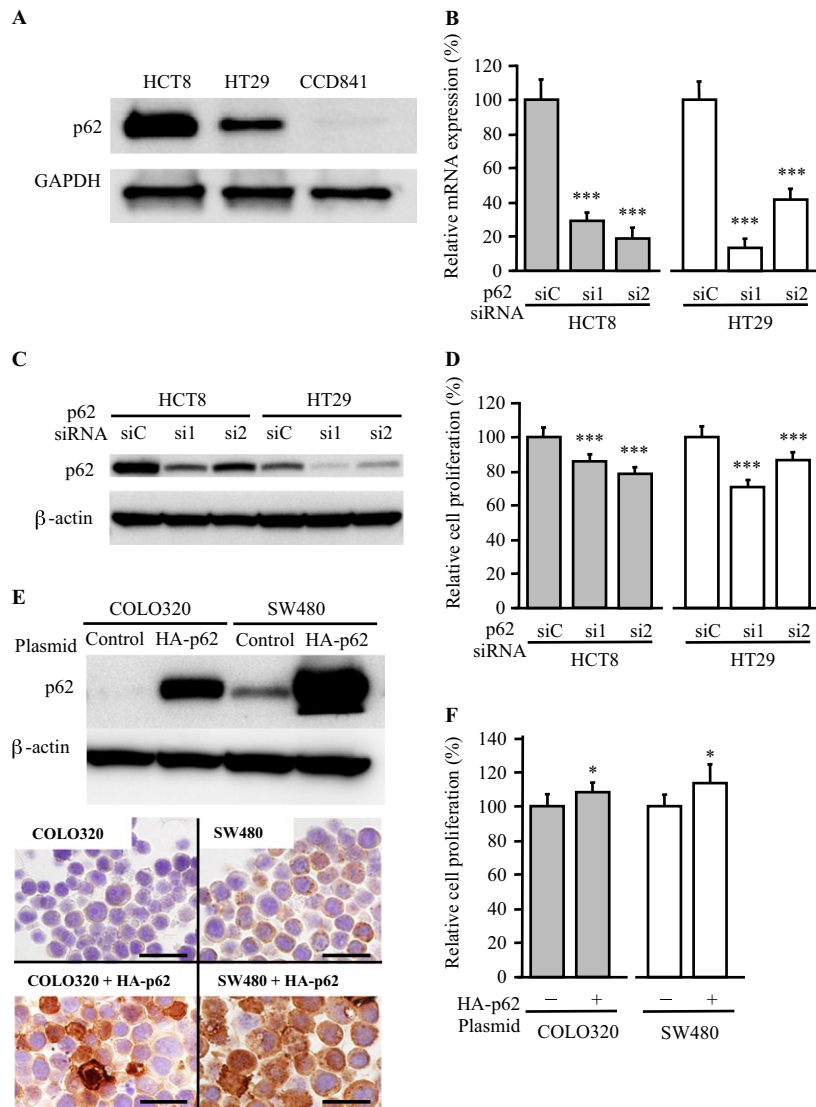 A
HCT8 HT29 CCD841
p62
GAPDH
B
Relative mRNA expression (%)
120
100
80
60
40
20
0
*** *** *** ***
p62 siRNA
siC si1 si2 siC si1 si2
HCT8 HT29
C
p62 siRNA
HCT8 HT29
siC si1 si2 siC si1 si2
p62
β-actin
D
Relative cell proliferation (%)
120
100
80
60
40
20
0
*** *** *** ***
p62 siRNA
siC si1 si2 siC si1 si2
HCT8 HT29
E
COLO320 SW480
Plasmid
Control HA-p62 Control HA-p62
p62
β-actin
COLO320 SW480
COLO320 + HA-p62 SW480 + HA-p62
F
Relative cell proliferation (%)
140
120
100
80
60
40
20
0
* *
HA-p62 Plasmid
− + − +
COLO320 SW480